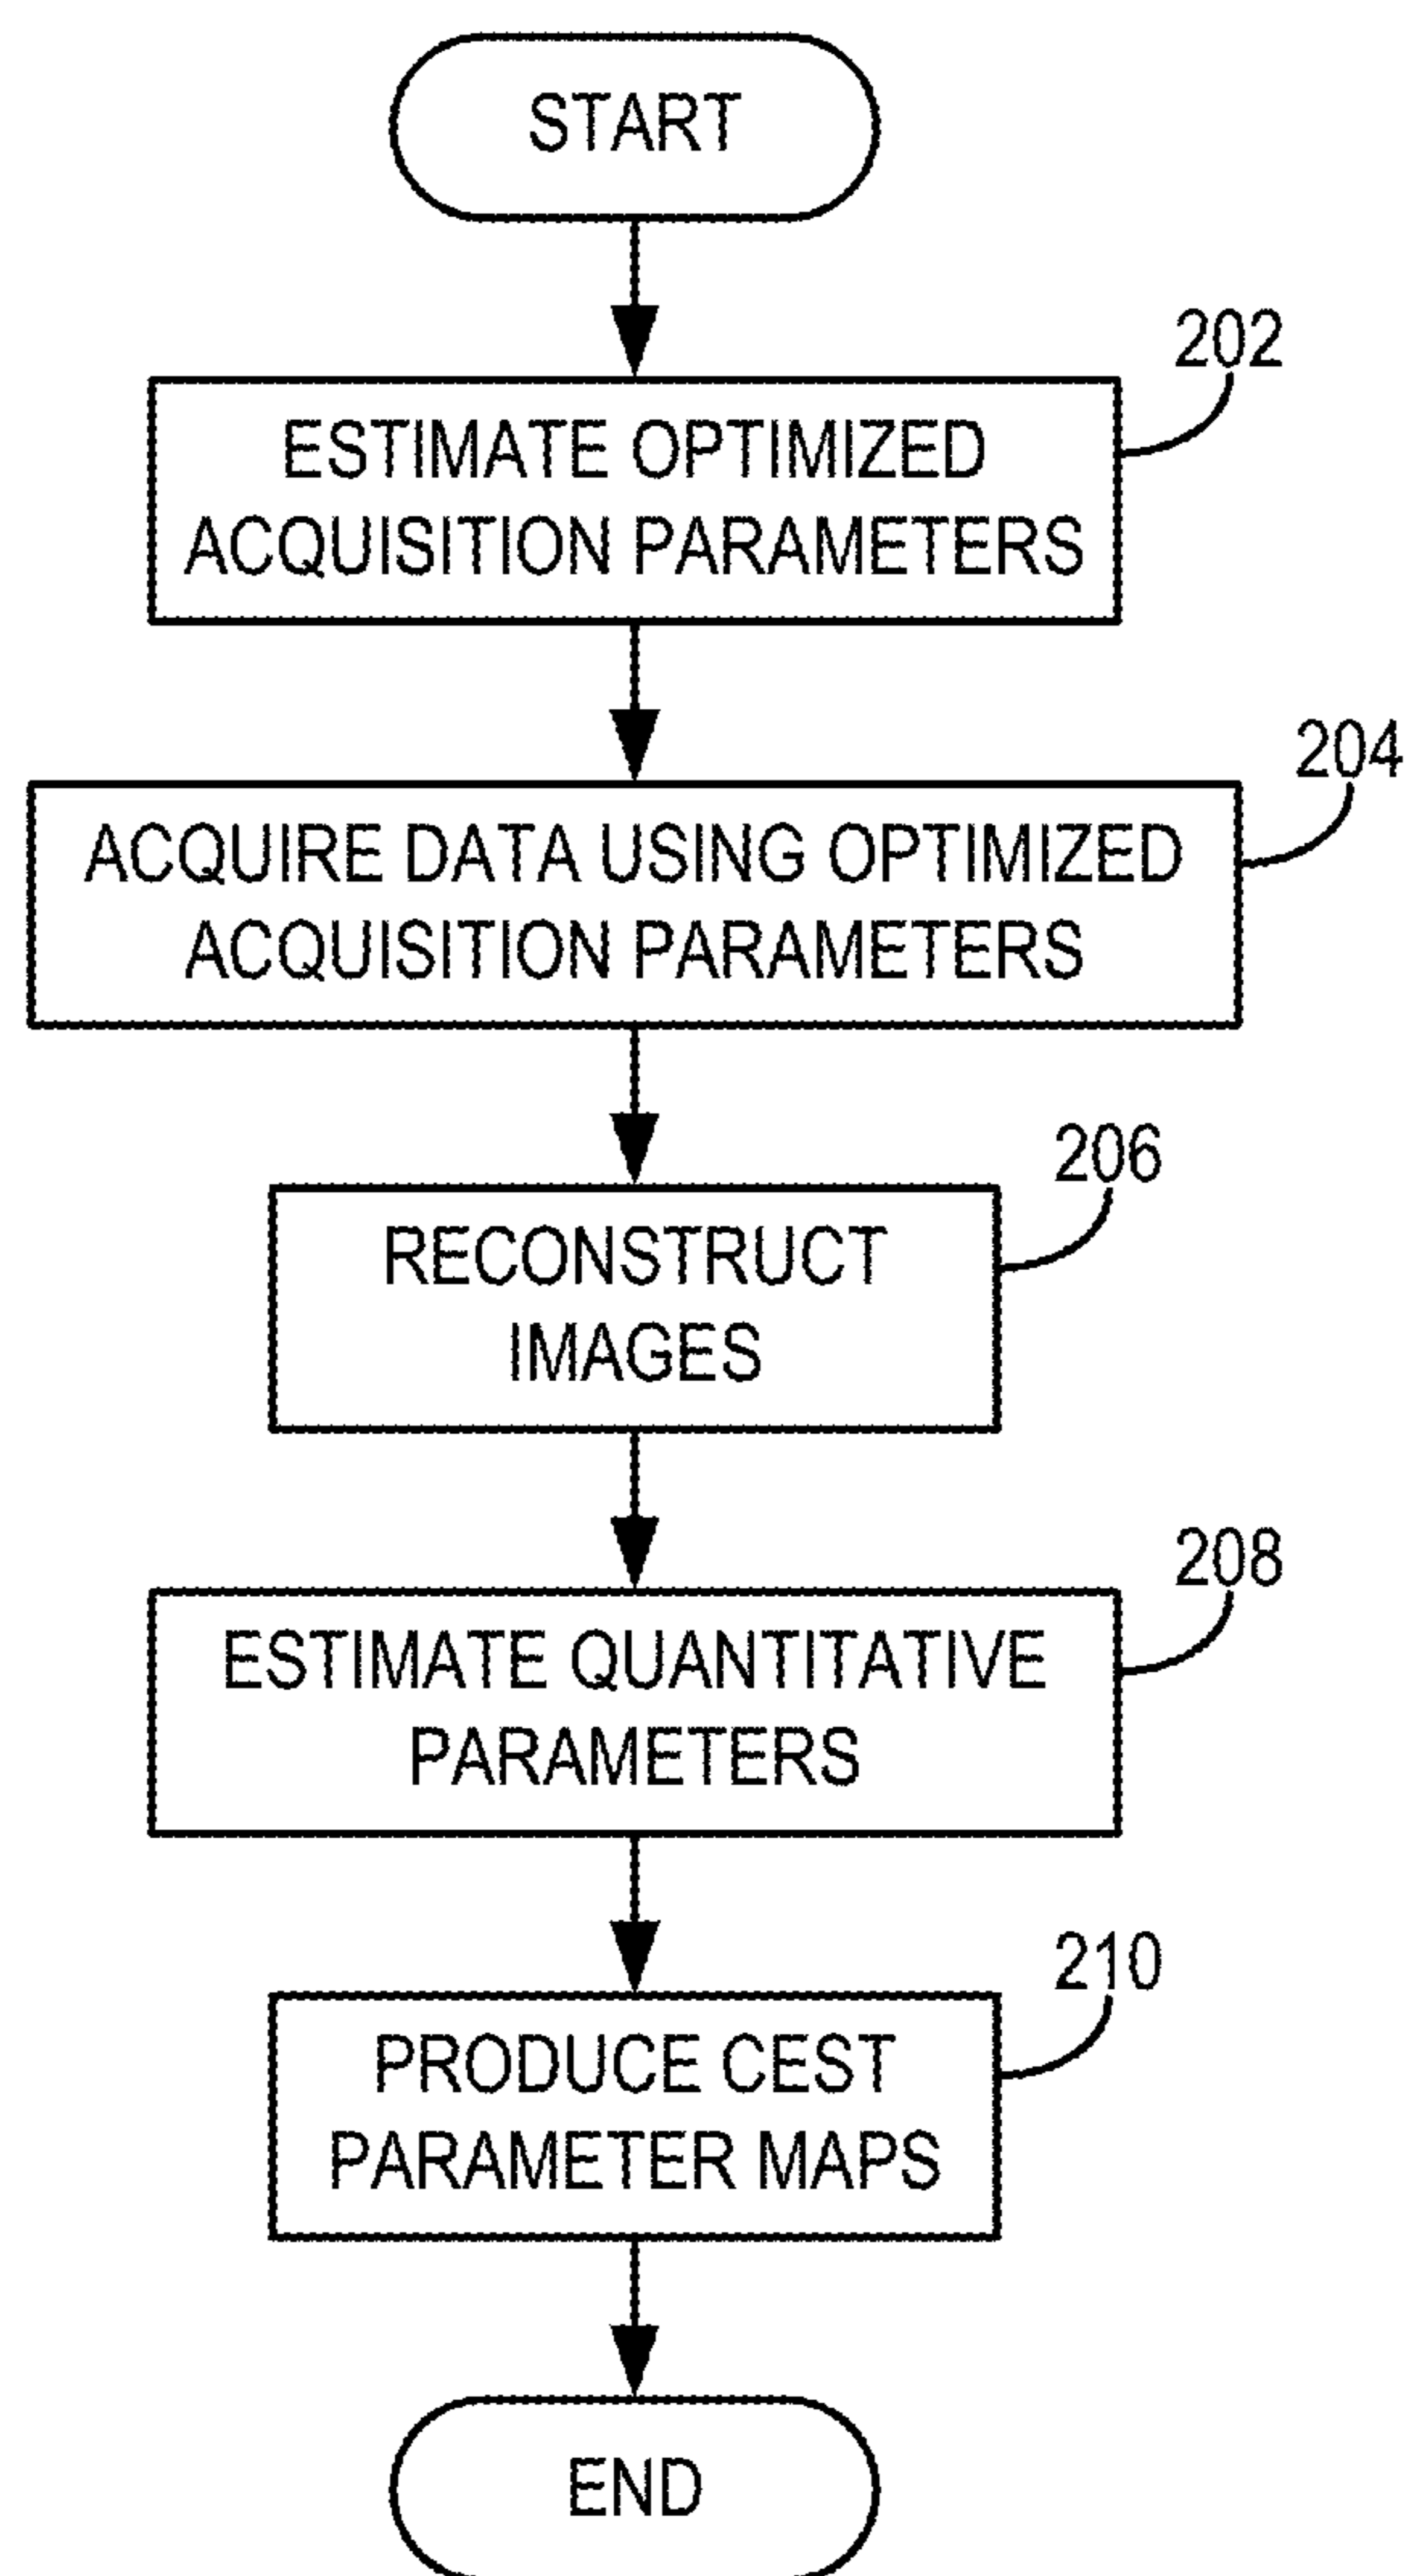 START
202
ESTIMATE OPTIMIZED
ACQUISITION PARAMETERS
204
ACQUIRE DATA USING OPTIMIZED
ACQUISITION PARAMETERS
206
RECONSTRUCT
IMAGES
208
ESTIMATE QUANTITATIVE
PARAMETERS
210
PRODUCE CEST
PARAMETER MAPS
END